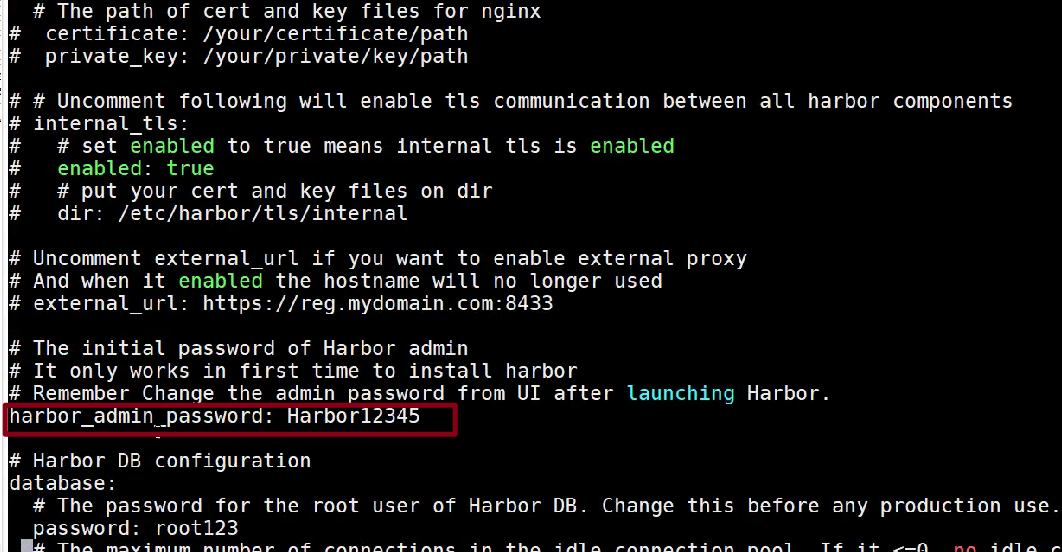 # The path of cert and key files for nginx
#  certificate: /your/certificate/path
#  private_key: /your/private/key/path
# # Uncomment following will enable tls communication between all harbor components
# internal_tls:
#   # set enabled to true means internal tls is enabled
#   enabled: true
#   # put your cert and key files on dir
#   dir: /etc/harbor/tls/internal
# Uncomment external_url if you want to enable external proxy
# And when it enabled the hostname will no longer used
# external_url: https://reg.mydomain.com:8433
# The initial password of Harbor admin
# It only works in first time to install harbor
# Remember Change the admin password from UI after launching Harbor.
harbor_admin_password: Harbor12345
# Harbor DB configuration
database:
  # The password for the root user of Harbor DB. Change this before any production use.
  password: root123
  # The maximum number of connections in the idle connection pool. If it <=0, no idle